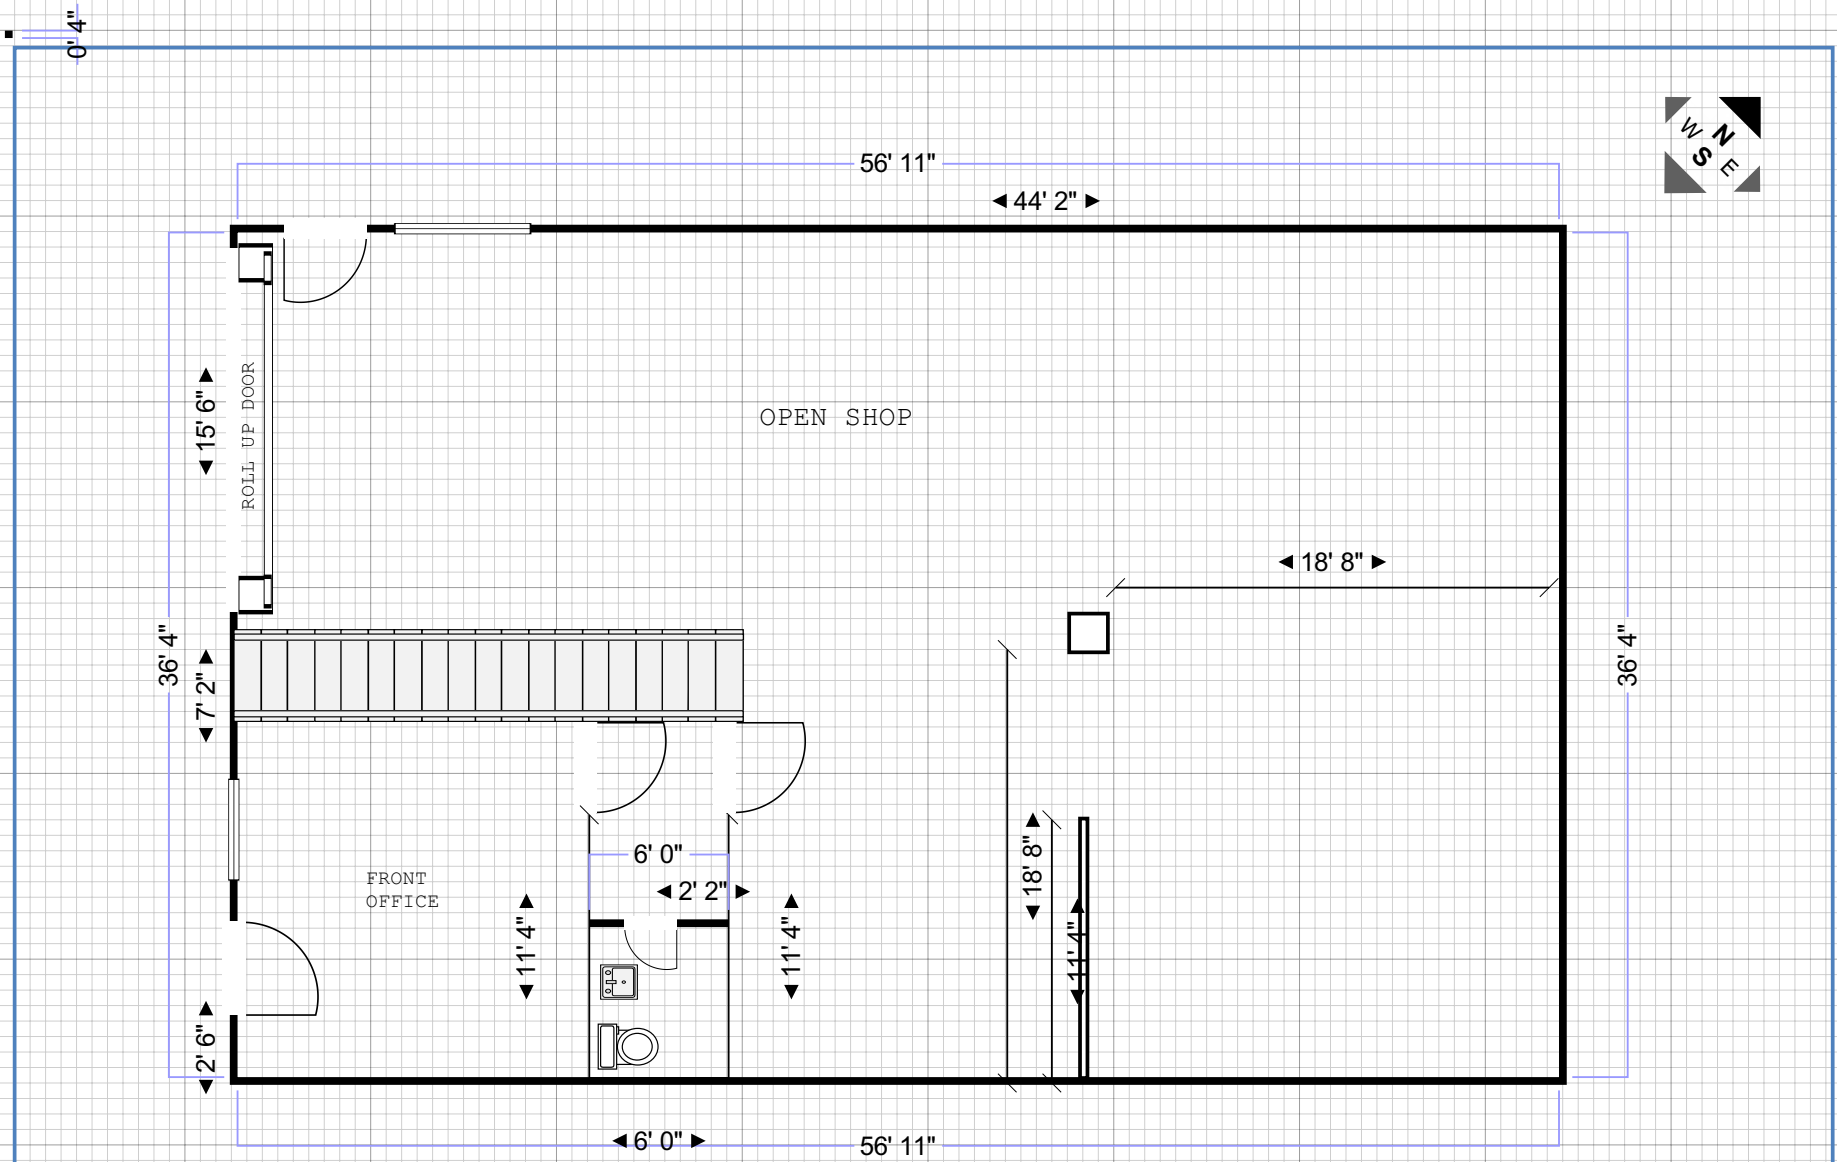 0' 4"
W N
S E
56' 11"
44' 2"
ROLL UP DOOR
15' 6"
OPEN SHOP
18' 8"
36' 4"
7' 2"
36' 4"
6' 0"
2' 2"
FRONT
OFFICE
18' 8"
11' 4"
11' 4"
11' 4"
2' 6"
6' 0"
56' 11"